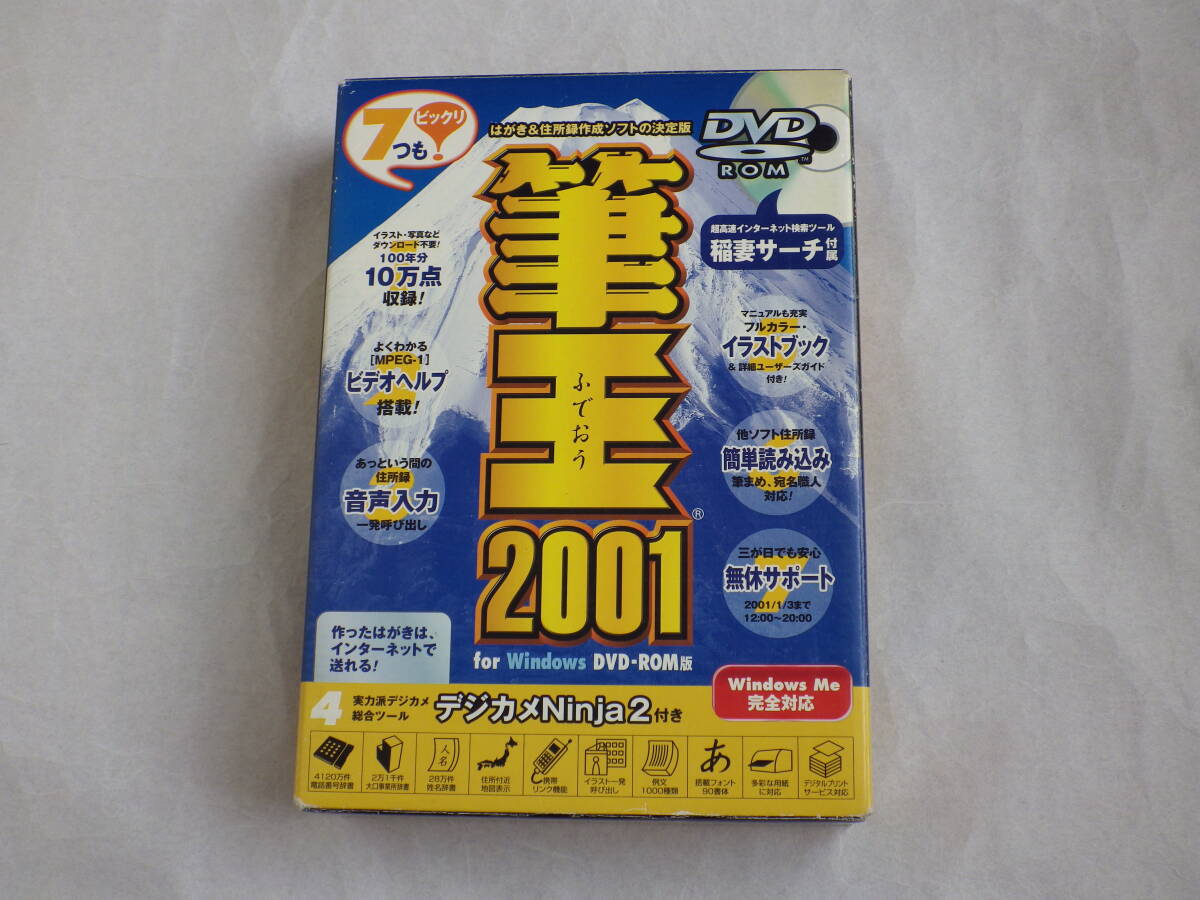 7つも!
ビックリ
はがき&住所録作成ソフトの決定版
DVD
ROM
TM
超高速インターネット検索ツール
稲妻サーチ付属
筆王
ふでおう
®
2001
for Windows DVD-ROM版
イラスト・写真など
ダウンロード不要!
100年分
10万点
収録!
よくわかる
[MPEG-1]
ビデオヘルプ
搭載!
あっという間の
住所録
音声入力
一発呼び出し
マニュアルも充実
フルカラー・
イラストブック
&詳細ユーザーズガイド
付き!
他ソフト住所録
簡単読み込み
筆まめ、宛名職人
対応!
三が日でも安心
無休サポート
7
2001/1/3まで
12:00~20:00
作ったはがきは、
インターネットで
送れる!
Windows Me
完全対応
4
実力派デジカメ
総合ツール
デジカメNinja2付き
4120万件
電話番号辞書
2万1千件
大口事業所辞書
人名
28万件
姓名辞書
住所付近
地図表示
携帯
リンク機能
イラスト一発
呼び出し
例文
1000種類
あ
搭載フォント
90書体
多彩な用紙
に対応
デジタルプリント
サービス対応